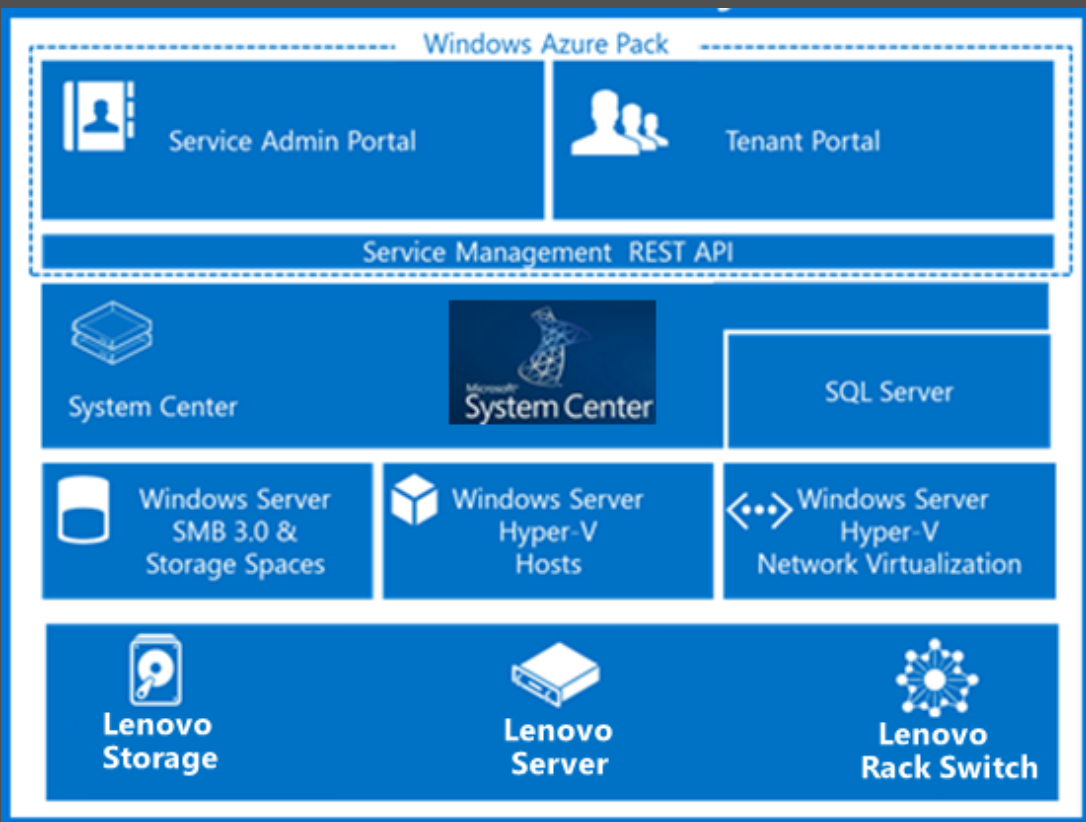 Windows Azure Pack
Service Admin Portal
Tenant Portal
Service Management REST API
System Center
Microsoft®
System Center
SQL Server
Windows Server
SMB 3.0 &
Storage Spaces
Windows Server
Hyper-V
Hosts
Windows Server
Hyper-V
Network Virtualization
Lenovo
Storage
Lenovo
Server
Lenovo
Rack Switch